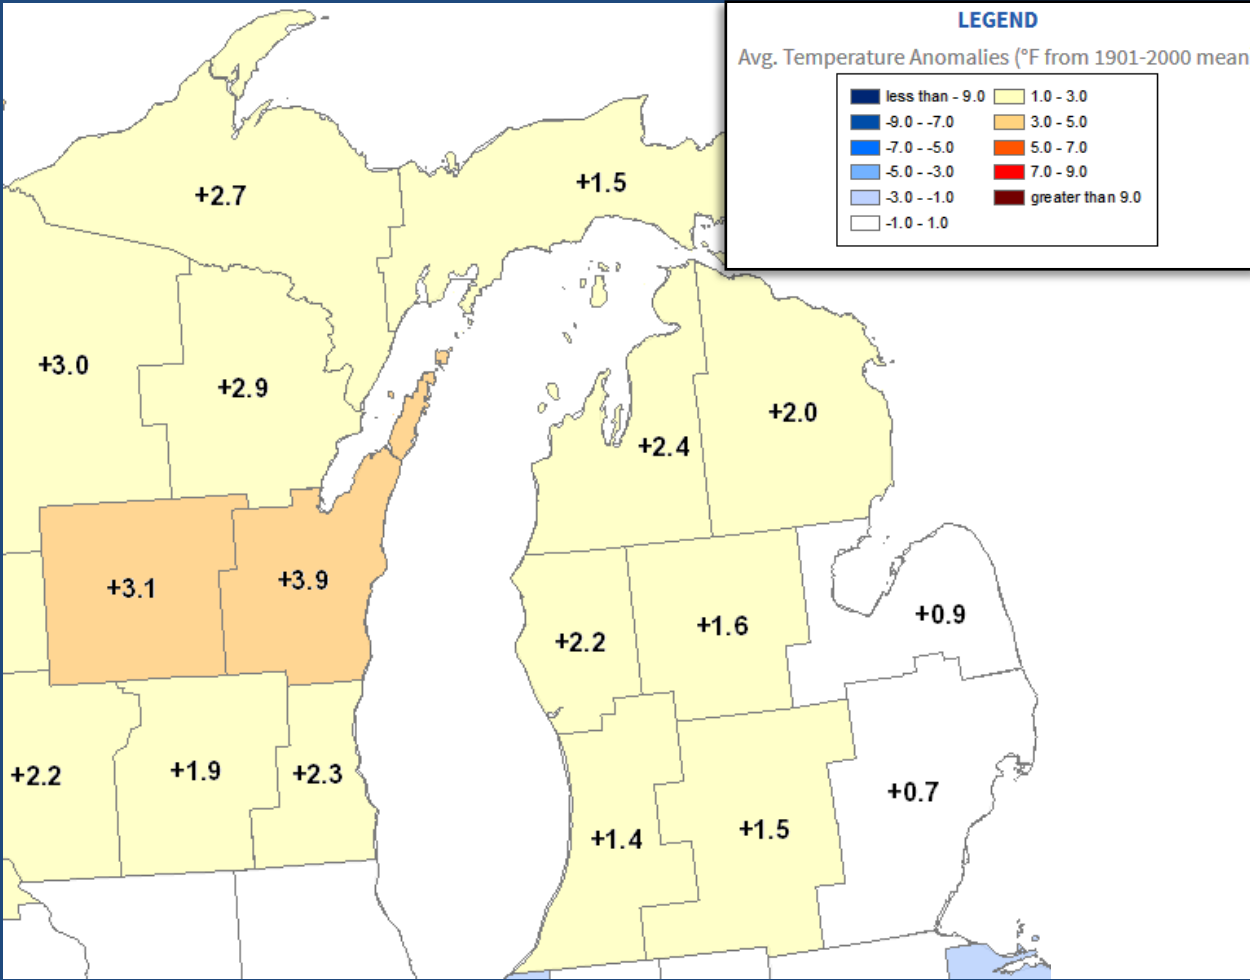 LEGEND
Avg. Temperature Anomalies (°F from 1901-2000 mean
less than - 9.0
1.0 - 3.0
-9.0 - -7.0
3.0 - 5.0
-7.0 - -5.0
5.0 - 7.0
-5.0 - -3.0
7.0 - 9.0
-3.0 - -1.0
greater than 9.0
-1.0 - 1.0
+2.7
+1.5
+3.0
+2.9
+2.4
+2.0
+3.1
+3.9
+2.2
+1.6
+0.9
+2.2
+1.9
+2.3
+1.4
+1.5
+0.7